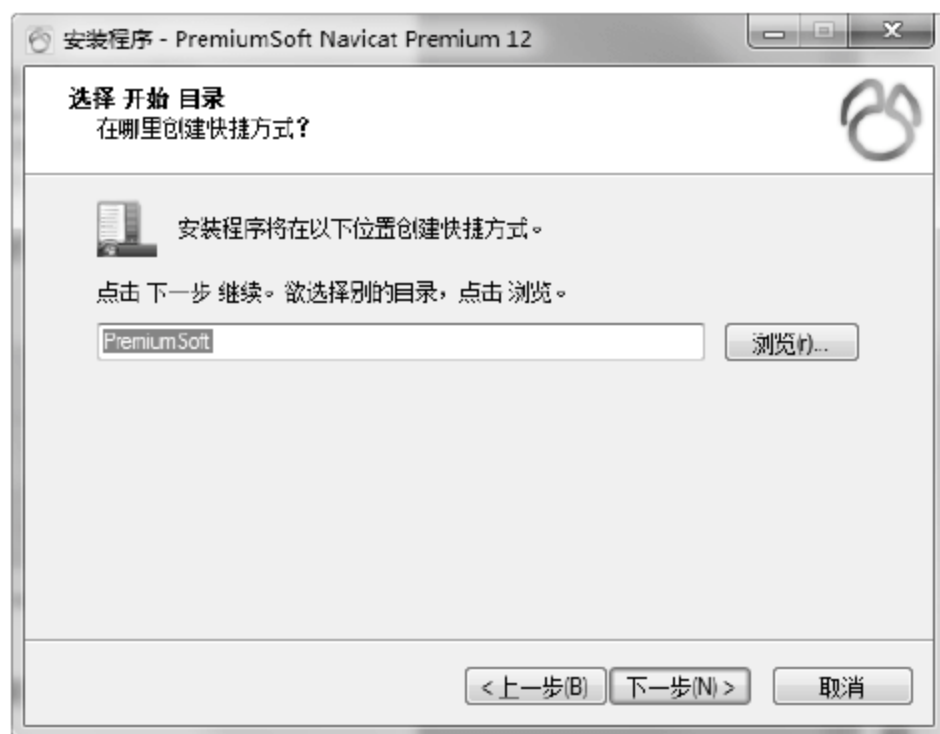 安装程序 - PremiumSoft Navicat Premium 12
选择 开始 目录
在哪里创建快捷方式?
安装程序将在以下位置创建快捷方式。
点击 下一步 继续。欲选择别的目录，点击 浏览。
PremiumSoft
浏览(r)...
<上一步(B)
下一步(N) >
取消